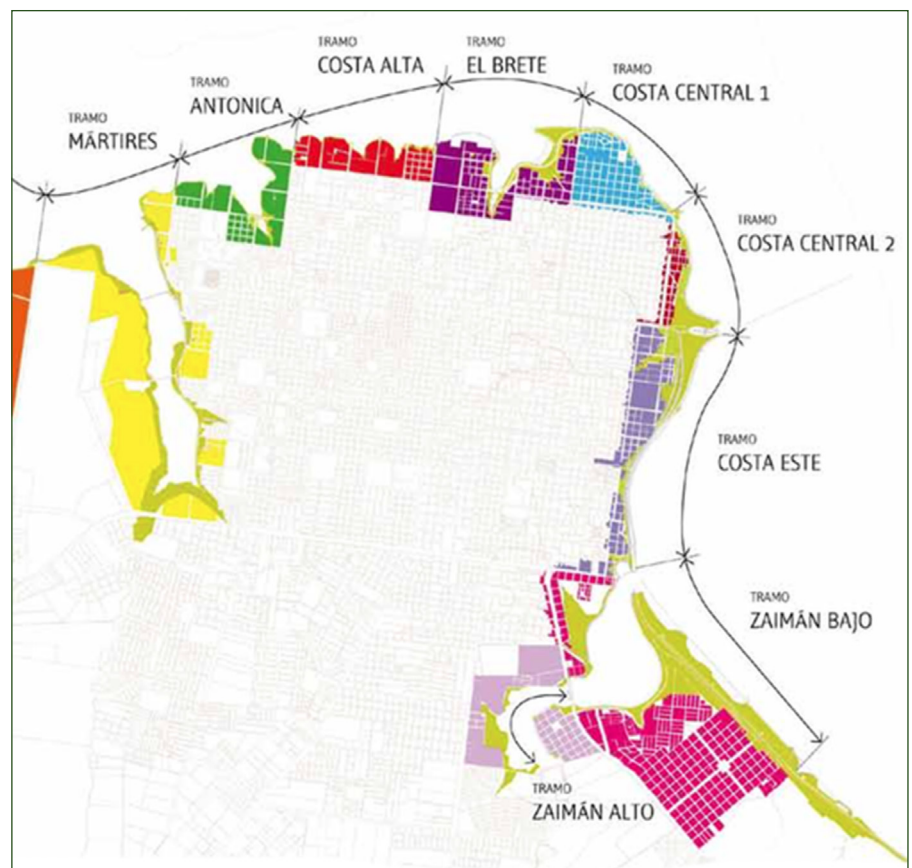 TRAMO
MÁRTIRES
TRAMO
ANTONICA
TRAMO
COSTA ALTA
TRAMO
EL BRETE
TRAMO
COSTA CENTRAL 1
TRAMO
COSTA CENTRAL 2
TRAMO
COSTA ESTE
TRAMO
ZAIMÁN BAJO
TRAMO
ZAIMÁN ALTO